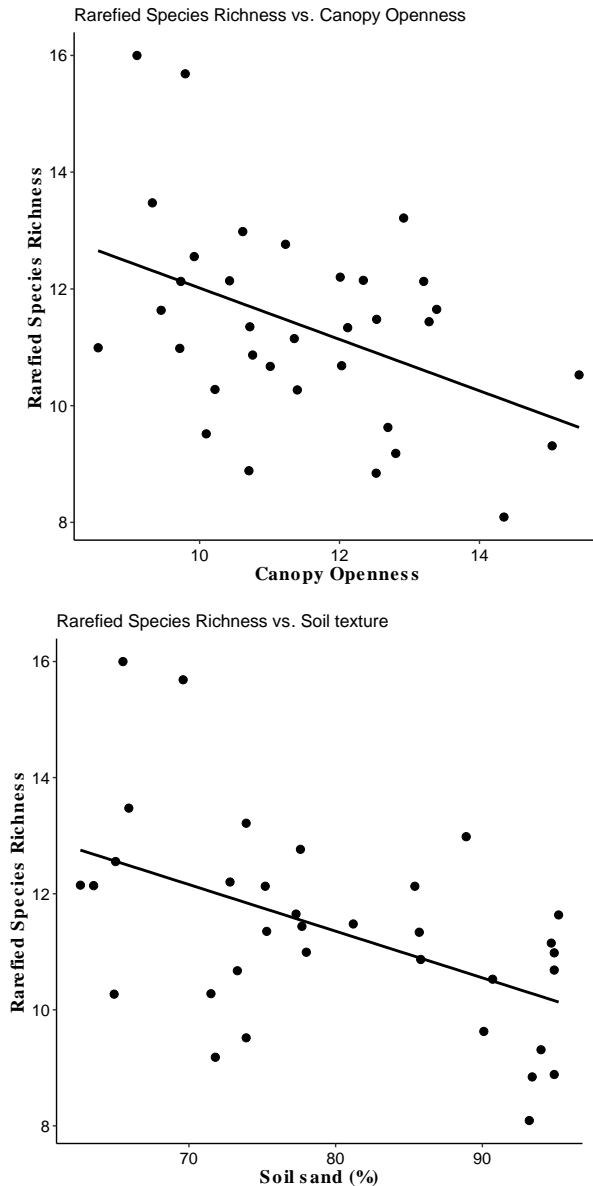 Rarefied Species Richness vs. Canopy Openness
16
14
12
10
8
Rarefied Species Richness
10 12 14
Canopy Openness
Rarefied Species Richness vs. Soil texture
16
14
12
10
8
Rarefied Species Richness
70 80 90
Soil sand (%)